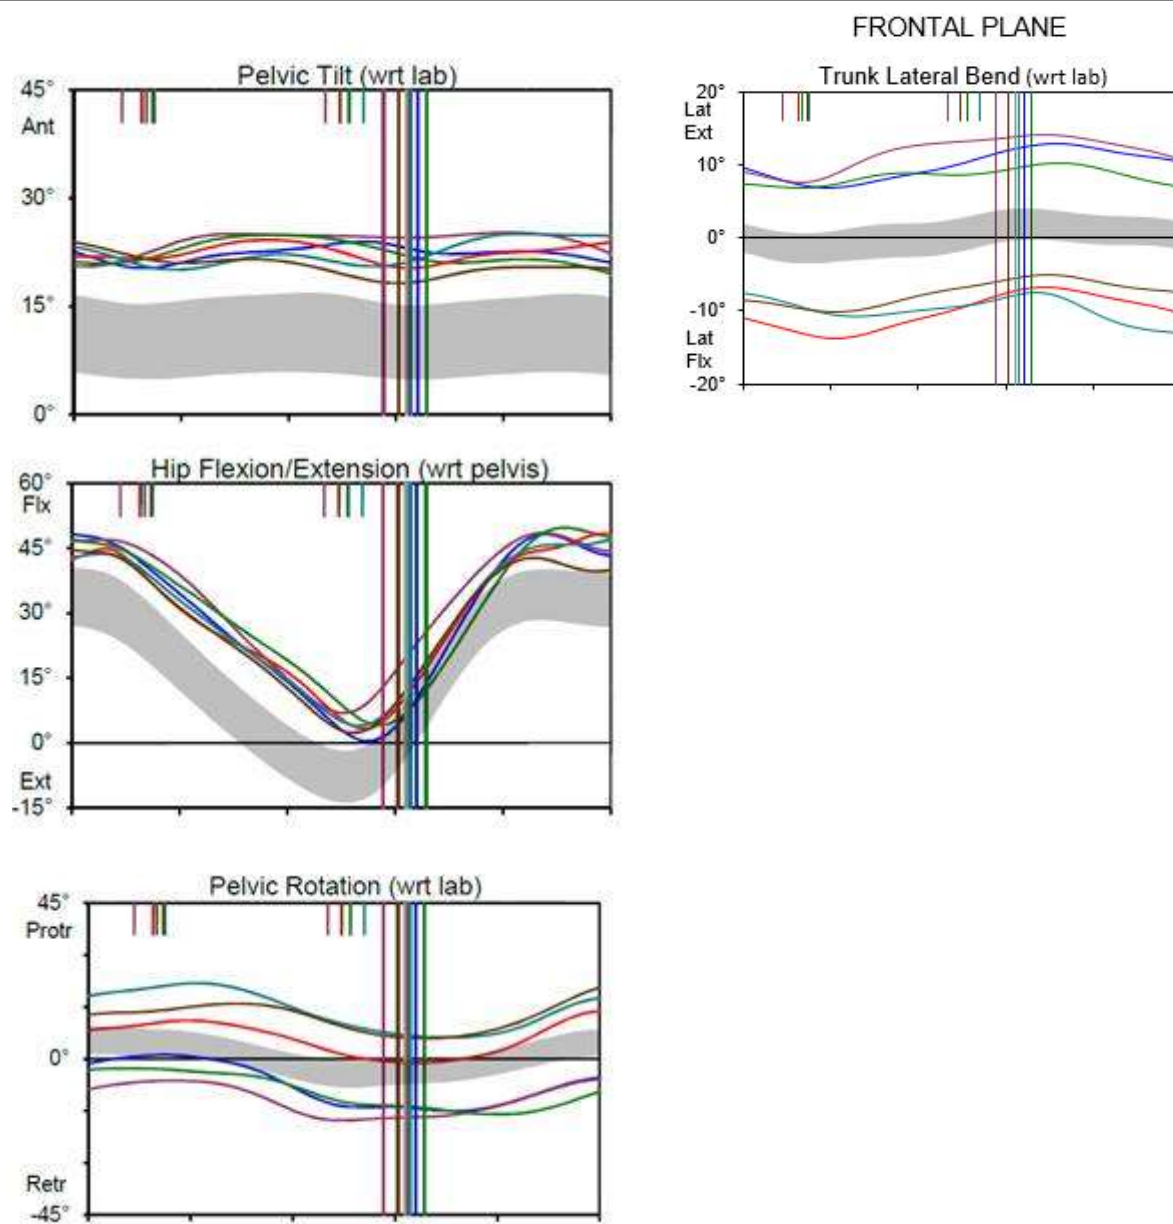 FRONTAL PLANE
Pelvic Tilt (wrt lab)
45°
Ant
30°
15°
0°
Trunk Lateral Bend (wrt lab)
20°
Lat
Ext
10°
0°
-10°
Lat
Flx
-20°
Hip Flexion/Extension (wrt pelvis)
60°
Flx
45°
30°
15°
0°
Ext
-15°
Pelvic Rotation (wrt lab)
45°
Protr
0°
Retr
-45°